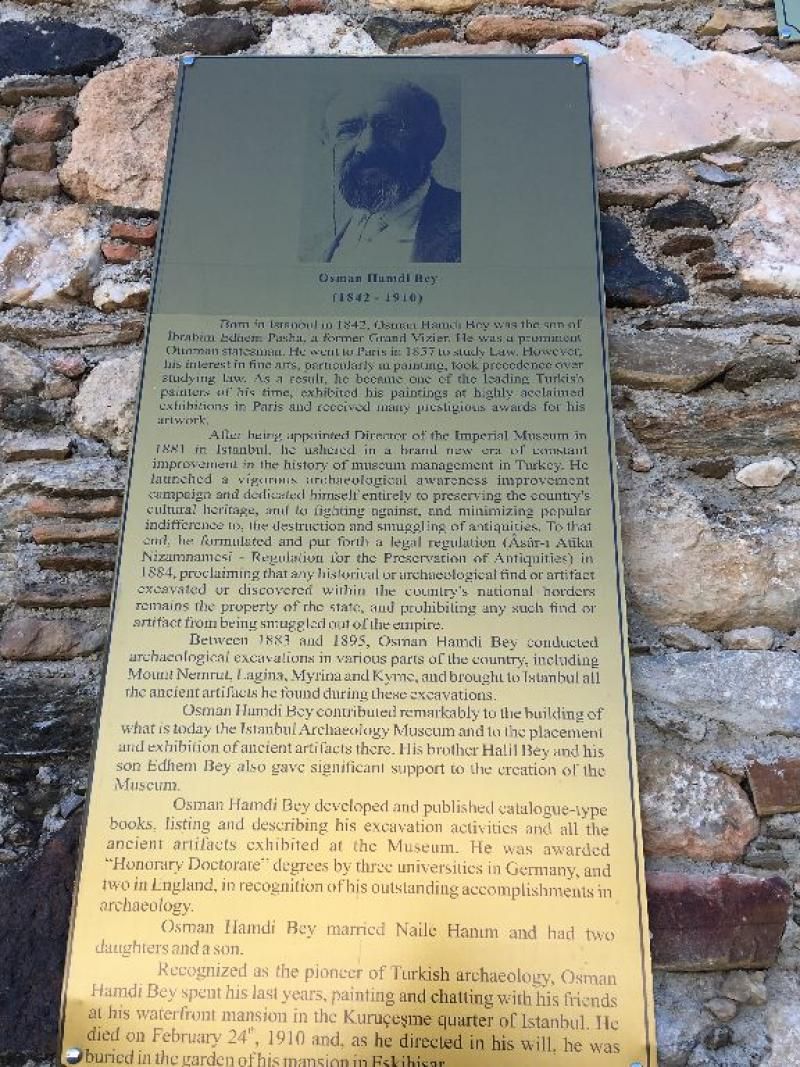 Osman Hamdi Bey
(1842 - 1910)
Born in Istanbul in 1842, Osman Hamdi Bey was the son of
İbrahim Edhem Pasha, a former Grand Vizier. He was a prominent
Ottoman statesman. He went to Paris in 1857 to study Law. However,
his interest in fine arts, particularly in painting, took precedence over
studying law. As a result, he became one of the leading Turkish
painters of his time, exhibited his paintings at highly acclaimed
exhibitions in Paris and received many prestigious awards for his
artwork.
After being appointed Director of the Imperial Museum in
1881 in Istanbul, he ushered in a brand new era of constant
improvement in the history of museum management in Turkey. He
launched a vigorous archaeological awareness improvement
campaign and dedicated himself entirely to preserving the country's
cultural heritage, and to fighting against, and minimizing popular
indifference to, the destruction and smuggling of antiquities. To that
end, he formulated and put forth a legal regulation (Âsâr-ı Atîka
Nizamnamesi - Regulation for the Preservation of Antiquities) in
1884, proclaiming that any historical or archaeological find or artifact
excavated or discovered within the country's national borders
remains the property of the state, and prohibiting any such find or
artifact from being smuggled out of the empire.
Between 1883 and 1895, Osman Hamdi Bey conducted
archaeological excavations in various parts of the country, including
Mount Nemrut, Lagina, Myrina and Kyme, and brought to Istanbul all
the ancient artifacts he found during these excavations.
Osman Hamdi Bey contributed remarkably to the building of
what is today the Istanbul Archaeology Museum and to the placement
and exhibition of ancient artifacts there. His brother Halil Bey and his
son Edhem Bey also gave significant support to the creation of the
Museum.
Osman Hamdi Bey developed and published catalogue-type
books, listing and describing his excavation activities and all the
ancient artifacts exhibited at the Museum. He was awarded
"Honorary Doctorate" degrees by three universities in Germany, and
two in England, in recognition of his outstanding accomplishments in
archaeology.
Osman Hamdi Bey married Naile Hanım and had two
daughters and a son.
Recognized as the pioneer of Turkish archaeology, Osman
Hamdi Bey spent his last years, painting and chatting with his friends
at his waterfront mansion in the Kuruçeşme quarter of Istanbul. He
died on February 24th, 1910 and, as he directed in his will, he was
buried in the garden of his mansion in Eskihisar.